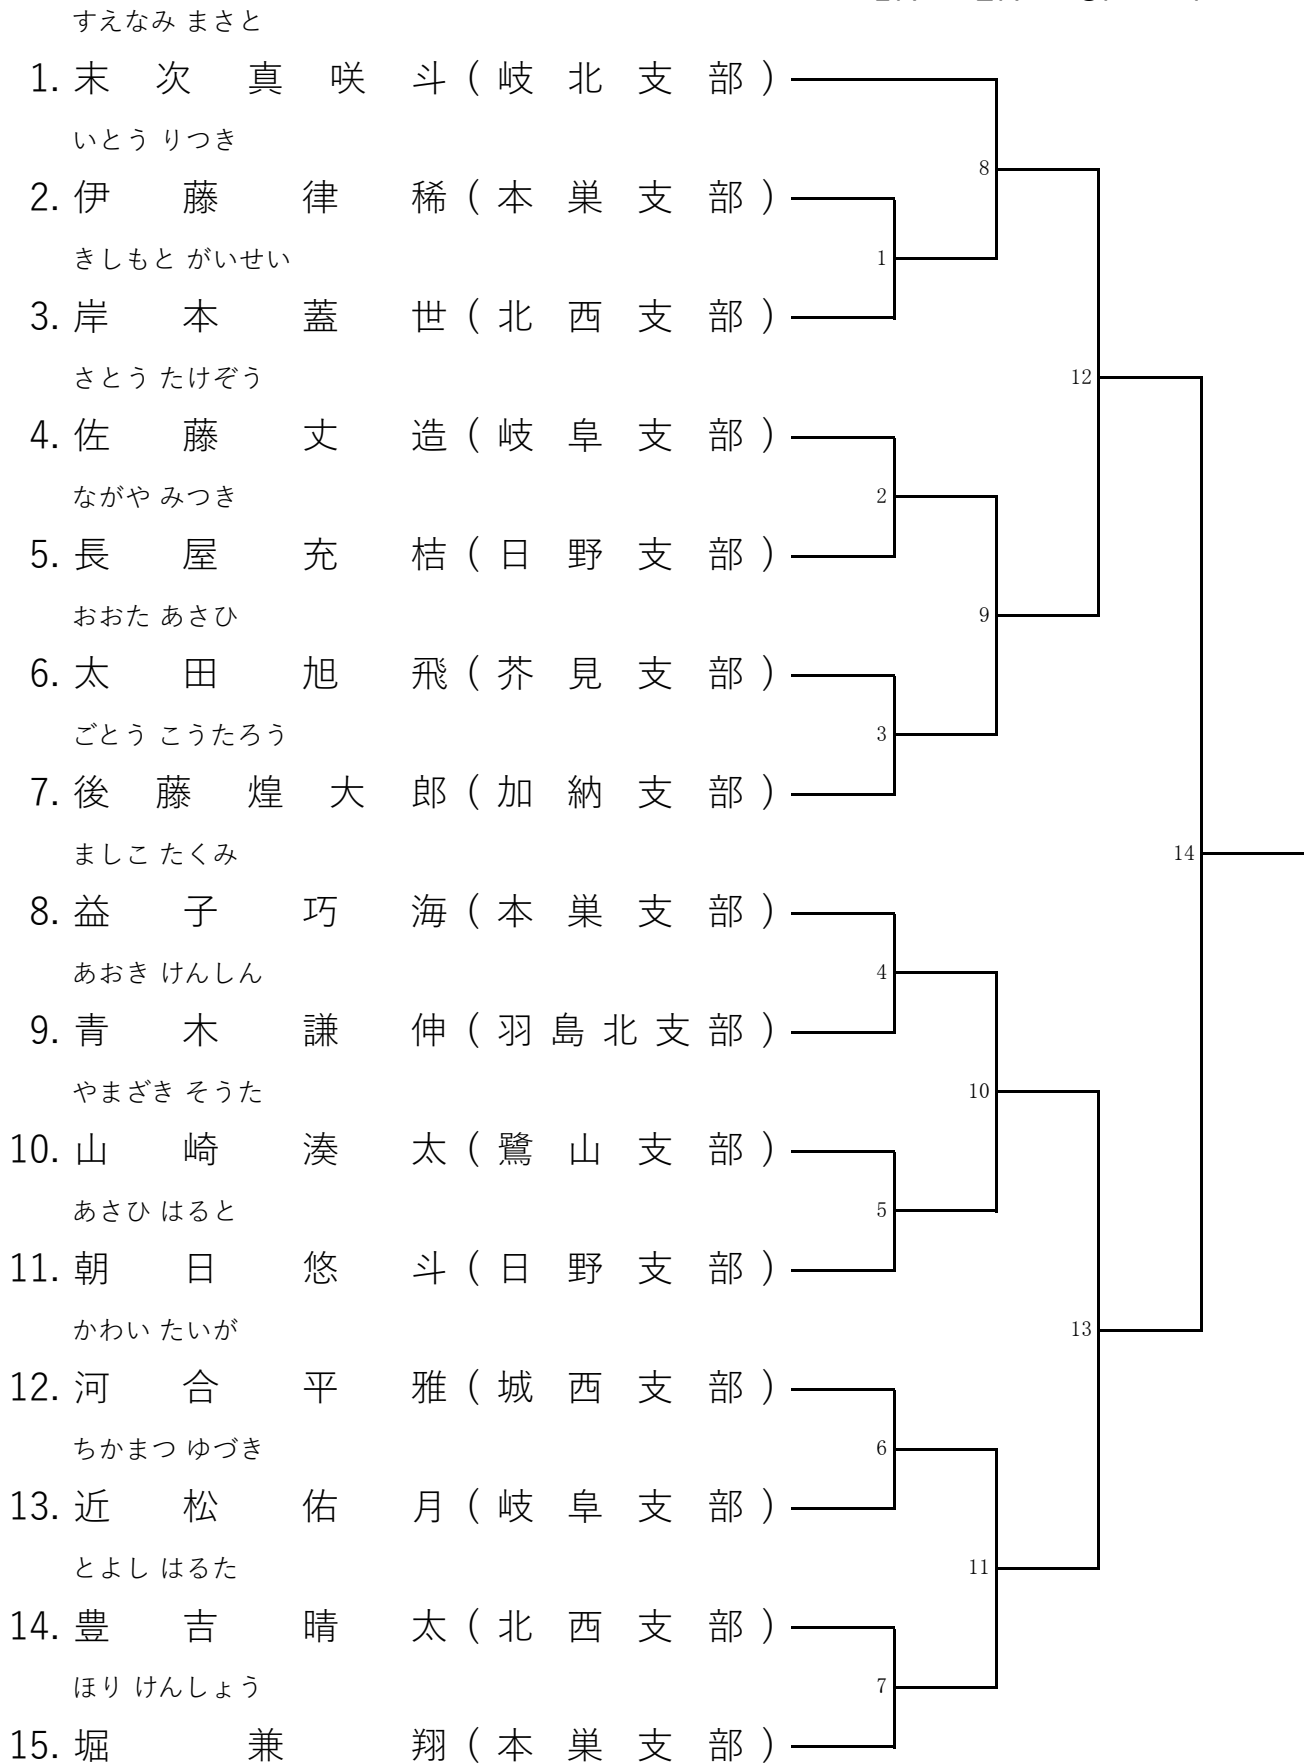 すえなみ まさと
1. 末次真咲斗(岐北支部)
いとう りつき
8
2. 伊藤律稀(本巣支部)
きしもと がいせい
1
3. 岸本蓋世(北西支部)
さとう たけぞう
12
4. 佐藤丈造(岐阜支部)
ながや みつき
2
5. 長屋充桔(日野支部)
おおた あさひ
9
6. 太田旭飛(芥見支部)
ごとう こうたろう
3
7. 後藤煌大郎(加納支部)
ましこ たくみ
14
8. 益子巧海(本巣支部)
あおき けんしん
4
9. 青木謙伸(羽島北支部)
やまざき そうた
10
10. 山崎湊太(鷺山支部)
あさひ はると
5
11. 朝日悠斗(日野支部)
かわい たいが
13
12. 河合平雅(城西支部)
ちかまつ ゆづき
6
13. 近松佑月(岐阜支部)
とよし はるた
11
14. 豊吉晴太(北西支部)
ほり けんしょう
7
15. 堀兼翔(本巣支部)